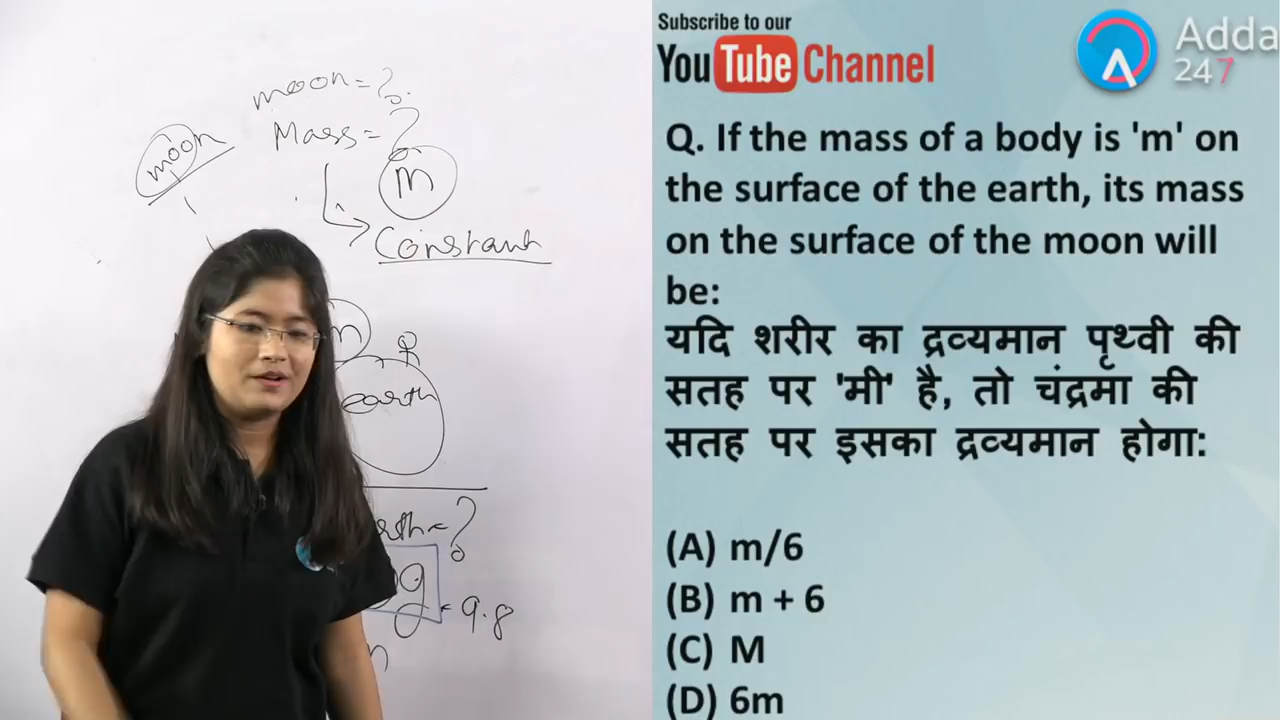 moon = ?
Mass = ?
moon
m
Constant
earth
= ?
g
= 9.8
Subscribe to our
YouTube Channel
Adda
247
Q. If the mass of a body is 'm' on
the surface of the earth, its mass
on the surface of the moon will
be:
यदि शरीर का द्रव्यमान पृथ्वी की
सतह पर 'मी' है, तो चंद्रमा की
सतह पर इसका द्रव्यमान होगा:
(A) m/6
(B) m + 6
(C) M
(D) 6m